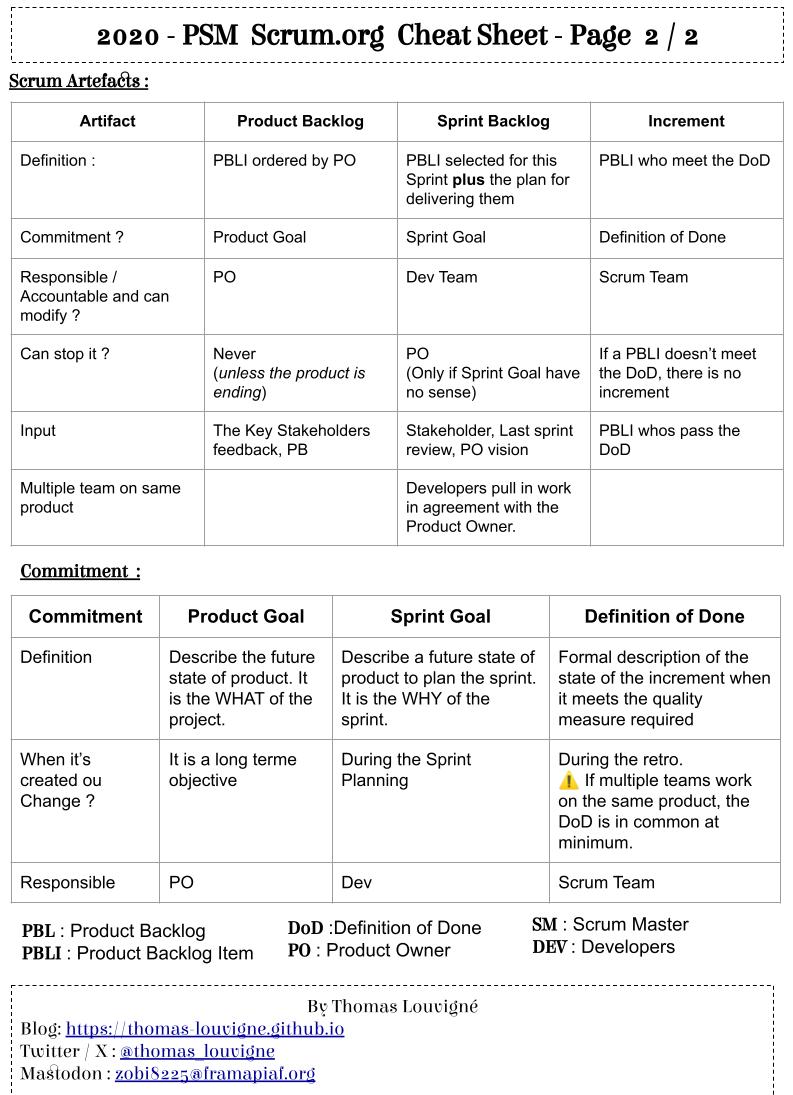 2020 - PSM Scrum.org Cheat Sheet - Page 2 / 2
Scrum Artefacts :
Artifact
Product Backlog
Sprint Backlog
Increment
Definition :
PBLI ordered by PO
PBLI selected for this
Sprint plus the plan for
delivering them
PBLI who meet the DoD
Commitment ?
Product Goal
Sprint Goal
Definition of Done
Responsible /
Accountable and can
modify ?
PO
Dev Team
Scrum Team
Can stop it ?
Never
(unless the product is
ending)
PO
(Only if Sprint Goal have
no sense)
If a PBLI doesn't meet
the DoD, there is no
increment
Input
The Key Stakeholders
feedback, PB
Stakeholder, Last sprint
review, PO vision
PBLI whos pass the
DoD
Multiple team on same
product
Developers pull in work
in agreement with the
Product Owner.
Commitment :
Commitment
Product Goal
Sprint Goal
Definition of Done
Definition
Describe the future
state of product. It
is the WHAT of the
project.
Describe a future state of
product to plan the sprint.
It is the WHY of the
sprint.
Formal description of the
state of the increment when
it meets the quality
measure required
When it's
created ou
Change ?
It is a long terme
objective
During the Sprint
Planning
During the retro.
⚠️ If multiple teams work
on the same product, the
DoD is in common at
minimum.
Responsible
PO
Dev
Scrum Team
PBL : Product Backlog
PBLI : Product Backlog Item
DoD :Definition of Done
PO : Product Owner
SM : Scrum Master
DEV : Developers
By Thomas Louvigné
Blog: https://thomas-louvigne.github.io
Twitter / X : @thomas_louvigne
Mastodon : zobi8225@framapiaf.org